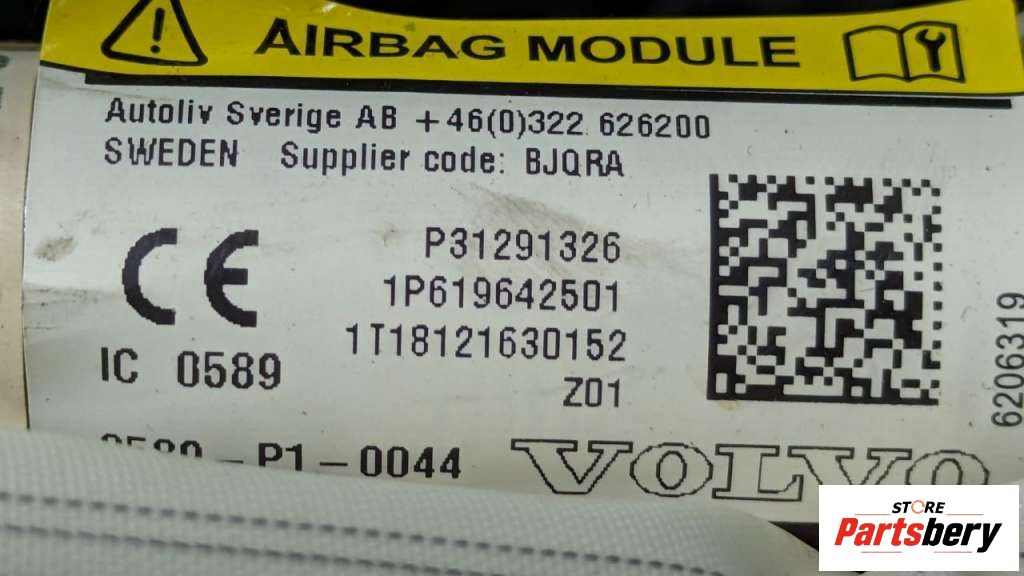 AIRBAG MODULE
Autoliv Sverige AB +46(0)322 626200
SWEDEN Supplier code: BJQRA
P31291326
1P619642501
1T18121630152
IC 0589
Z01
6206319
0589-P1-0044
VOLVO
STORE
Partsbery